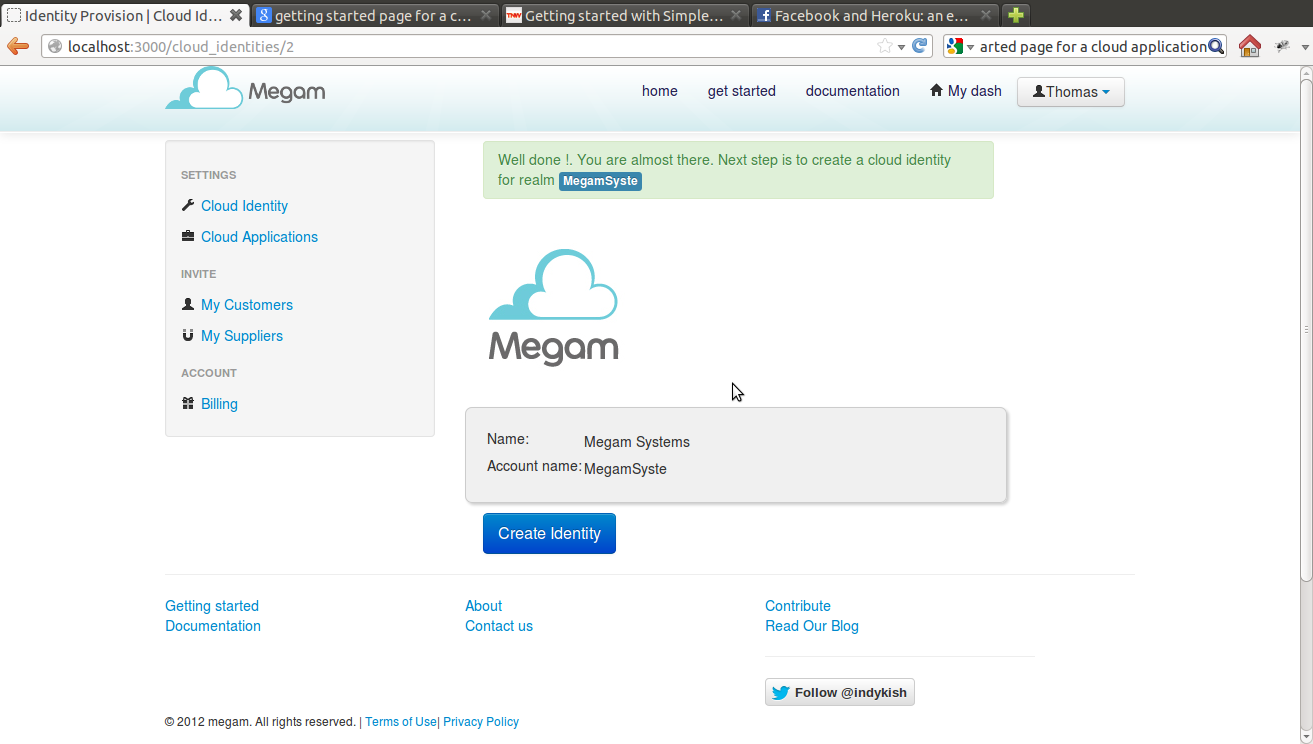 Identity Provision | Cloud Id...
getting started page for a c...
Getting started with Simple...
Facebook and Heroku: an e...
localhost:3000/cloud_identities/2
arted page for a cloud application
Megam
home
get started
documentation
My dash
Thomas
SETTINGS
Cloud Identity
Cloud Applications
INVITE
My Customers
My Suppliers
ACCOUNT
Billing
Well done !. You are almost there. Next step is to create a cloud identity
for realm MegamSyste
Megam
Name: Megam Systems
Account name: MegamSyste
Create Identity
Getting started
Documentation
About
Contact us
Contribute
Read Our Blog
Follow @indykish
© 2012 megam. All rights reserved. | Terms of Use| Privacy Policy